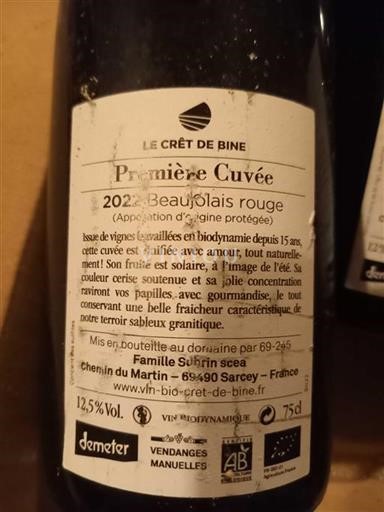 LE CRÊT DE BINE
Première Cuvée
2022 Beaujolais rouge
(Appellation d'origine protégée)
Issue de vignes travaillées en biodynamie depuis 15 ans,
cette cuvée est vinifiée avec amour, tout naturelle-
ment! Son fruité est solaire, à l'image de l'été. Sa
couleur cerise soutenue et sa jolie concentration
raviront vos papilles avec gourmandise, le tout
conservant une belle fraicheur caractéristique de
notre terroir sableux granitique.
Mis en bouteille au domaine par 69-245
Famille Subrin scea
Chemin du Martin – 69490 Sarcey – France
www.vin-bio-cret-de-bine.fr
12,5% Vol.
VIN BIODYNAMIQUE
75cl
demeter
VENDANGES
MANUELLES
AB
Agriculture France